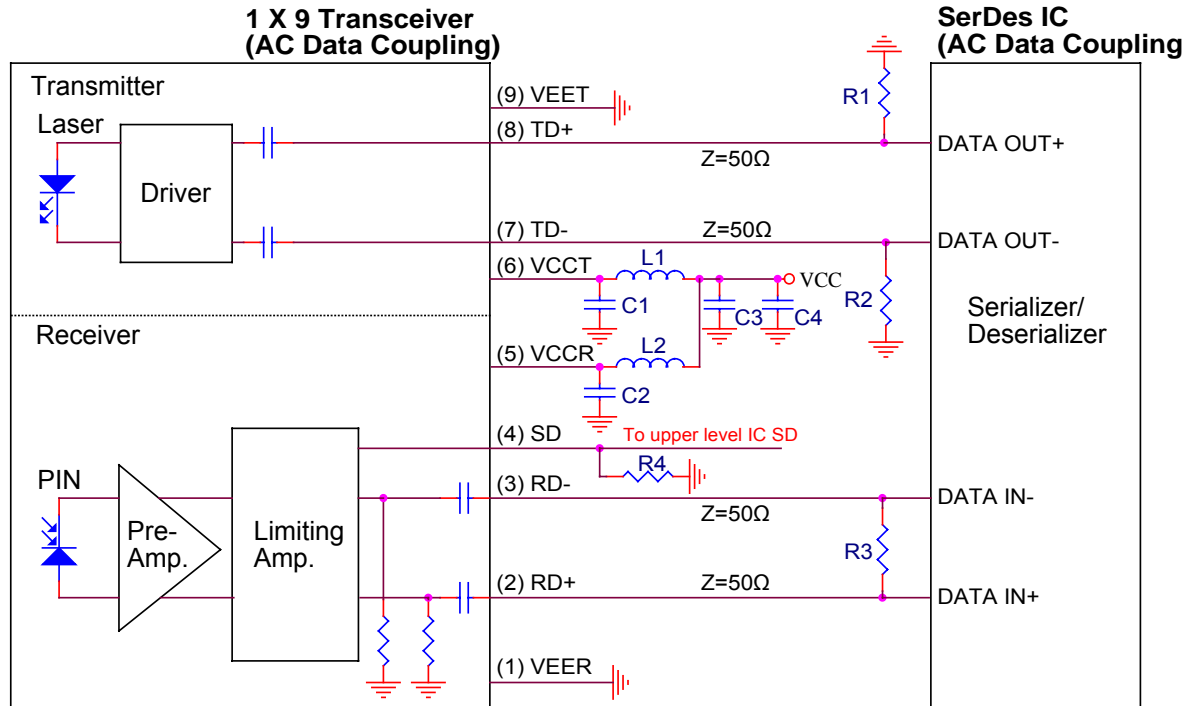 1 X 9 Transceiver
(AC Data Coupling)
SerDes IC
(AC Data Coupling
Transmitter
Laser
Driver
(9) VEET
(8) TD+
Z=50Ω
R1
DATA OUT+
(7) TD-
Z=50Ω
DATA OUT-
(6) VCCT
L1
VCC
C1
C3
C4
R2
Serializer/
Deserializer
Receiver
(5) VCCR
L2
C2
(4) SD
To upper level IC SD
R4
PIN
Pre-
Amp.
Limiting
Amp.
(3) RD-
Z=50Ω
DATA IN-
R3
(2) RD+
Z=50Ω
DATA IN+
(1) VEER